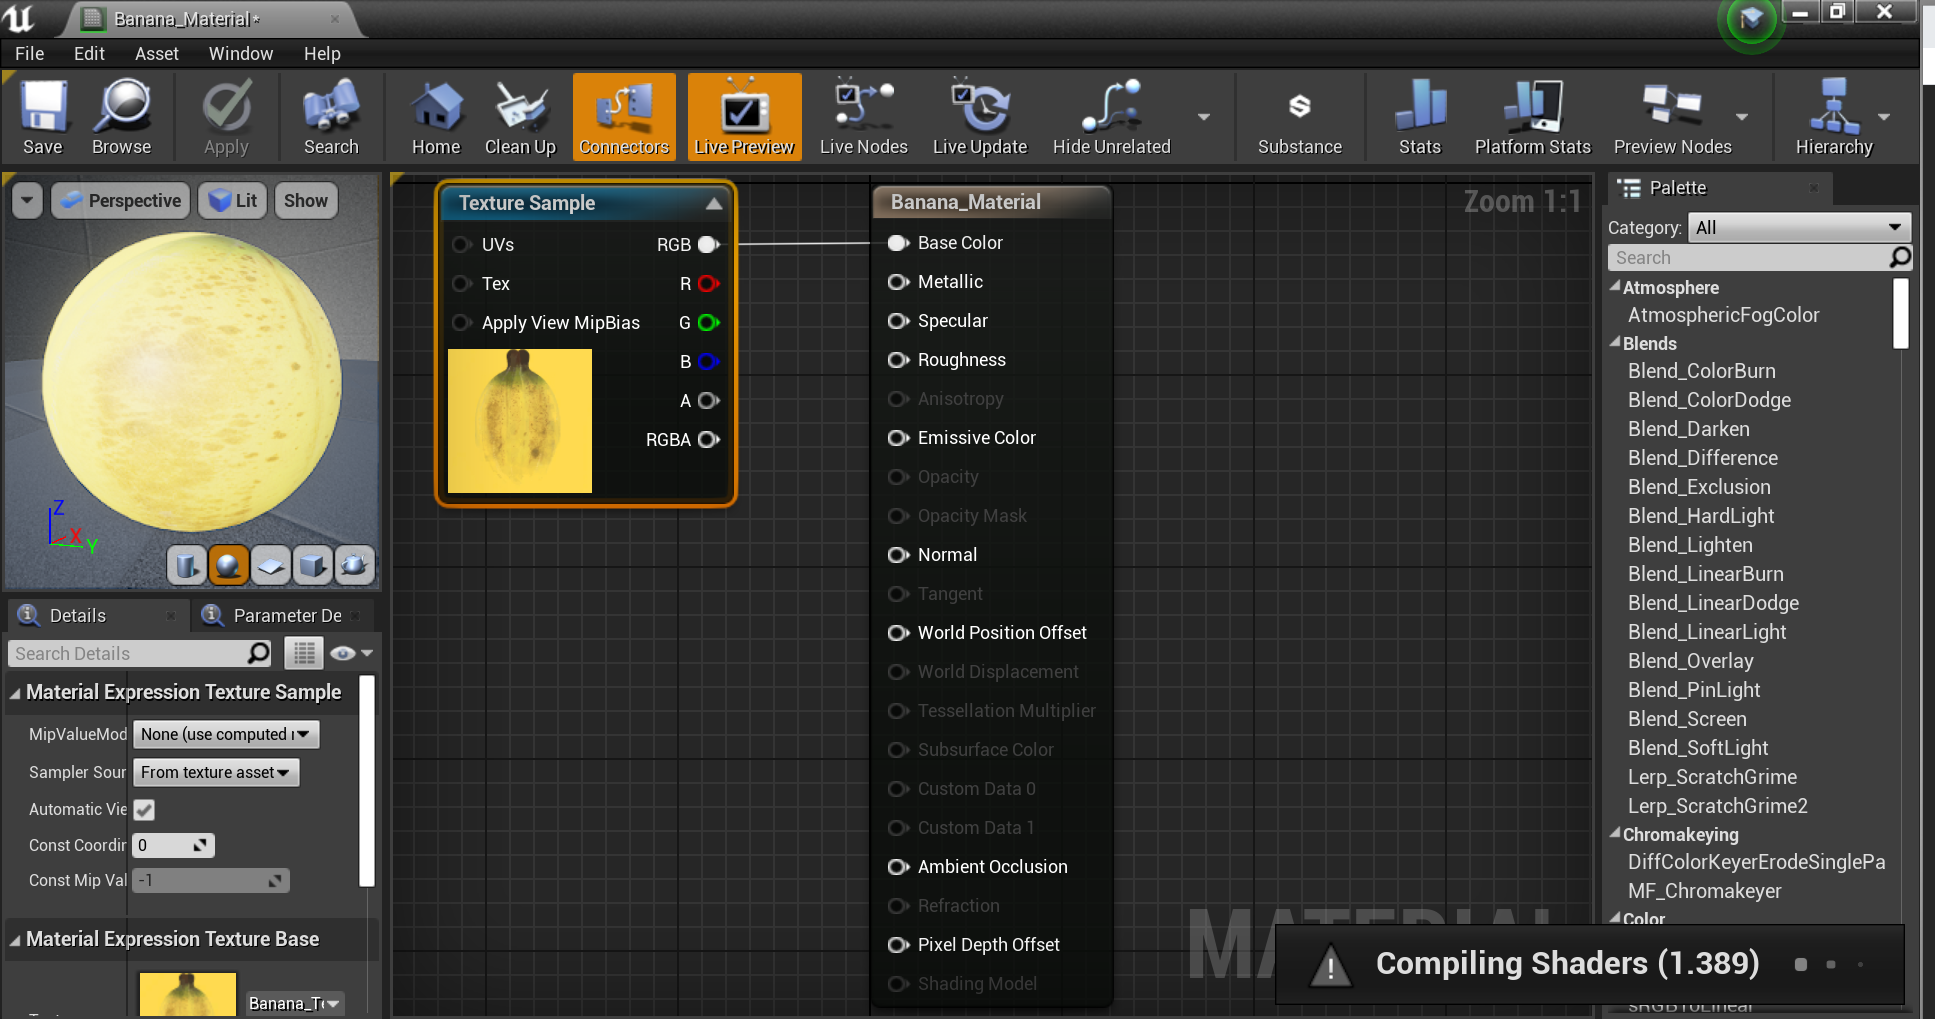 Banana_Material*
File Edit Asset Window Help
Save Browse Apply Search Home Clean Up Connectors Live Preview Live Nodes Live Update Hide Unrelated Substance Stats Platform Stats Preview Nodes Hierarchy
Perspective Lit Show
Z
X
Y
Details Parameter De
Search Details
Material Expression Texture Sample
MipValueMod None (use computed
Sampler Sour From texture asset
Automatic Vie
Const Coordin 0
Const Mip Val -1
Material Expression Texture Base
Banana_T
Zoom 1:1
Texture Sample
UVs RGB
Tex R
Apply View MipBias G
B
A
RGBA
Banana_Material
Base Color
Metallic
Specular
Roughness
Anisotropy
Emissive Color
Opacity
Opacity Mask
Normal
Tangent
World Position Offset
World Displacement
Tessellation Multiplier
Subsurface Color
Custom Data 0
Custom Data 1
Ambient Occlusion
Refraction
Pixel Depth Offset
Shading Model
MATERIAL
Palette
Category: All
Search
Atmosphere
AtmosphericFogColor
Blends
Blend_ColorBurn
Blend_ColorDodge
Blend_Darken
Blend_Difference
Blend_Exclusion
Blend_HardLight
Blend_Lighten
Blend_LinearBurn
Blend_LinearDodge
Blend_LinearLight
Blend_Overlay
Blend_PinLight
Blend_Screen
Blend_SoftLight
Lerp_ScratchGrime
Lerp_ScratchGrime2
Chromakeying
DiffColorKeyerErodeSinglePa
MF_Chromakeyer
Color
Compiling Shaders (1.389)
sRGBToLinear